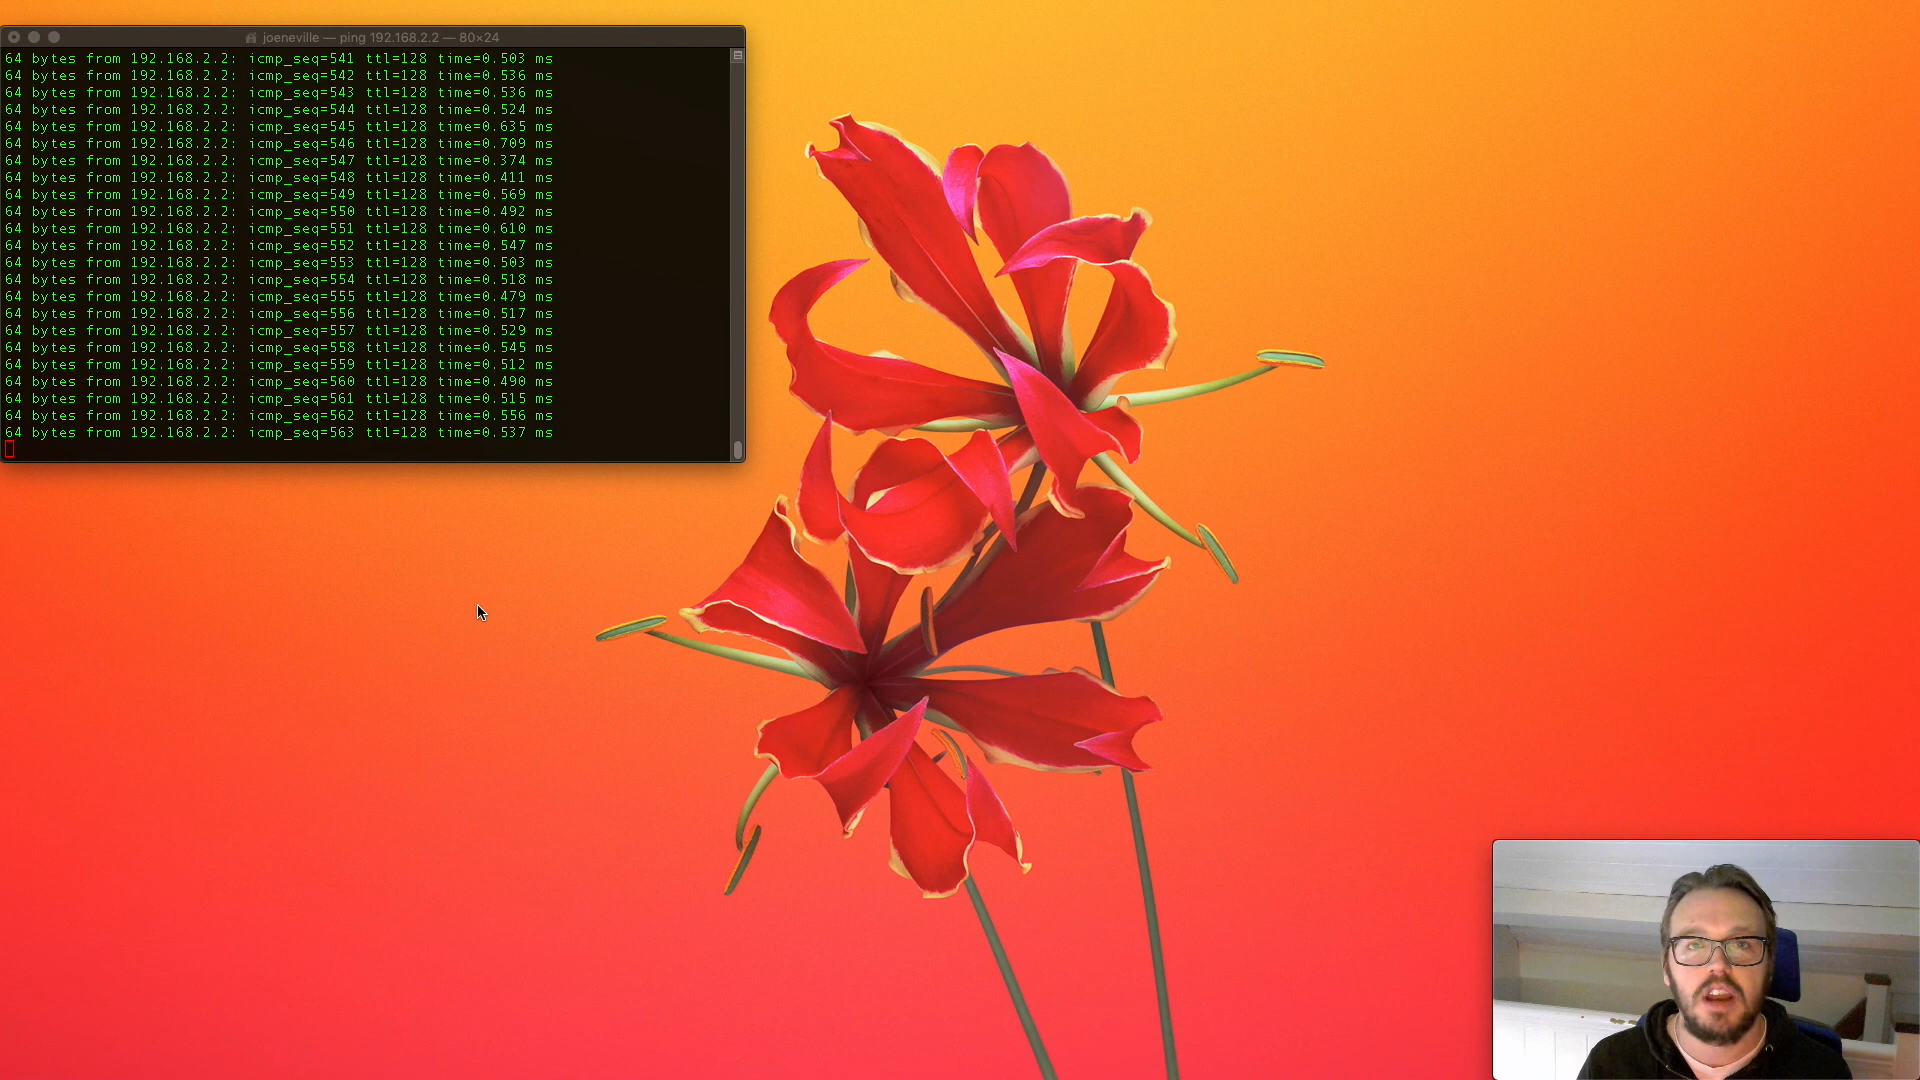 joeneville — ping 192.168.2.2 — 80×24
64 bytes from 192.168.2.2: icmp_seq=541 ttl=128 time=0.503 ms
64 bytes from 192.168.2.2: icmp_seq=542 ttl=128 time=0.536 ms
64 bytes from 192.168.2.2: icmp_seq=543 ttl=128 time=0.536 ms
64 bytes from 192.168.2.2: icmp_seq=544 ttl=128 time=0.524 ms
64 bytes from 192.168.2.2: icmp_seq=545 ttl=128 time=0.635 ms
64 bytes from 192.168.2.2: icmp_seq=546 ttl=128 time=0.709 ms
64 bytes from 192.168.2.2: icmp_seq=547 ttl=128 time=0.374 ms
64 bytes from 192.168.2.2: icmp_seq=548 ttl=128 time=0.411 ms
64 bytes from 192.168.2.2: icmp_seq=549 ttl=128 time=0.569 ms
64 bytes from 192.168.2.2: icmp_seq=550 ttl=128 time=0.492 ms
64 bytes from 192.168.2.2: icmp_seq=551 ttl=128 time=0.610 ms
64 bytes from 192.168.2.2: icmp_seq=552 ttl=128 time=0.547 ms
64 bytes from 192.168.2.2: icmp_seq=553 ttl=128 time=0.503 ms
64 bytes from 192.168.2.2: icmp_seq=554 ttl=128 time=0.518 ms
64 bytes from 192.168.2.2: icmp_seq=555 ttl=128 time=0.479 ms
64 bytes from 192.168.2.2: icmp_seq=556 ttl=128 time=0.517 ms
64 bytes from 192.168.2.2: icmp_seq=557 ttl=128 time=0.529 ms
64 bytes from 192.168.2.2: icmp_seq=558 ttl=128 time=0.545 ms
64 bytes from 192.168.2.2: icmp_seq=559 ttl=128 time=0.512 ms
64 bytes from 192.168.2.2: icmp_seq=560 ttl=128 time=0.490 ms
64 bytes from 192.168.2.2: icmp_seq=561 ttl=128 time=0.515 ms
64 bytes from 192.168.2.2: icmp_seq=562 ttl=128 time=0.556 ms
64 bytes from 192.168.2.2: icmp_seq=563 ttl=128 time=0.537 ms